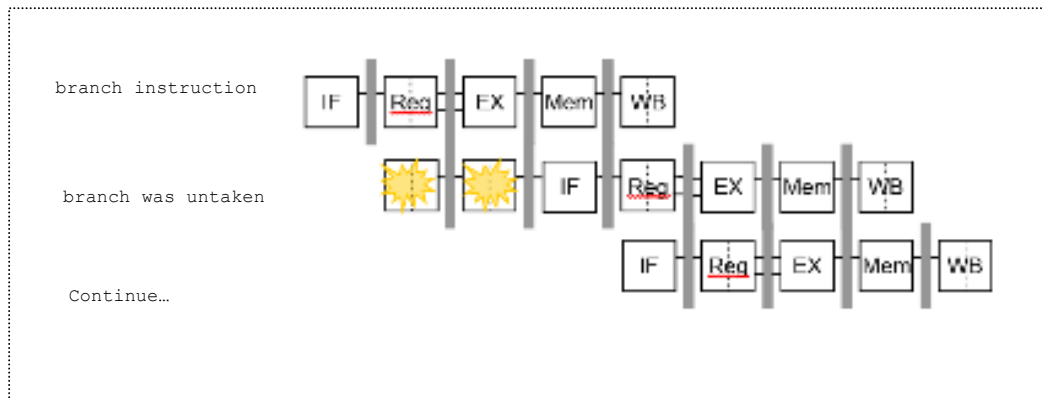 branch instruction IF Reg EX Mem WB
branch was untaken IF Reg EX Mem WB
Continue… IF Reg EX Mem WB